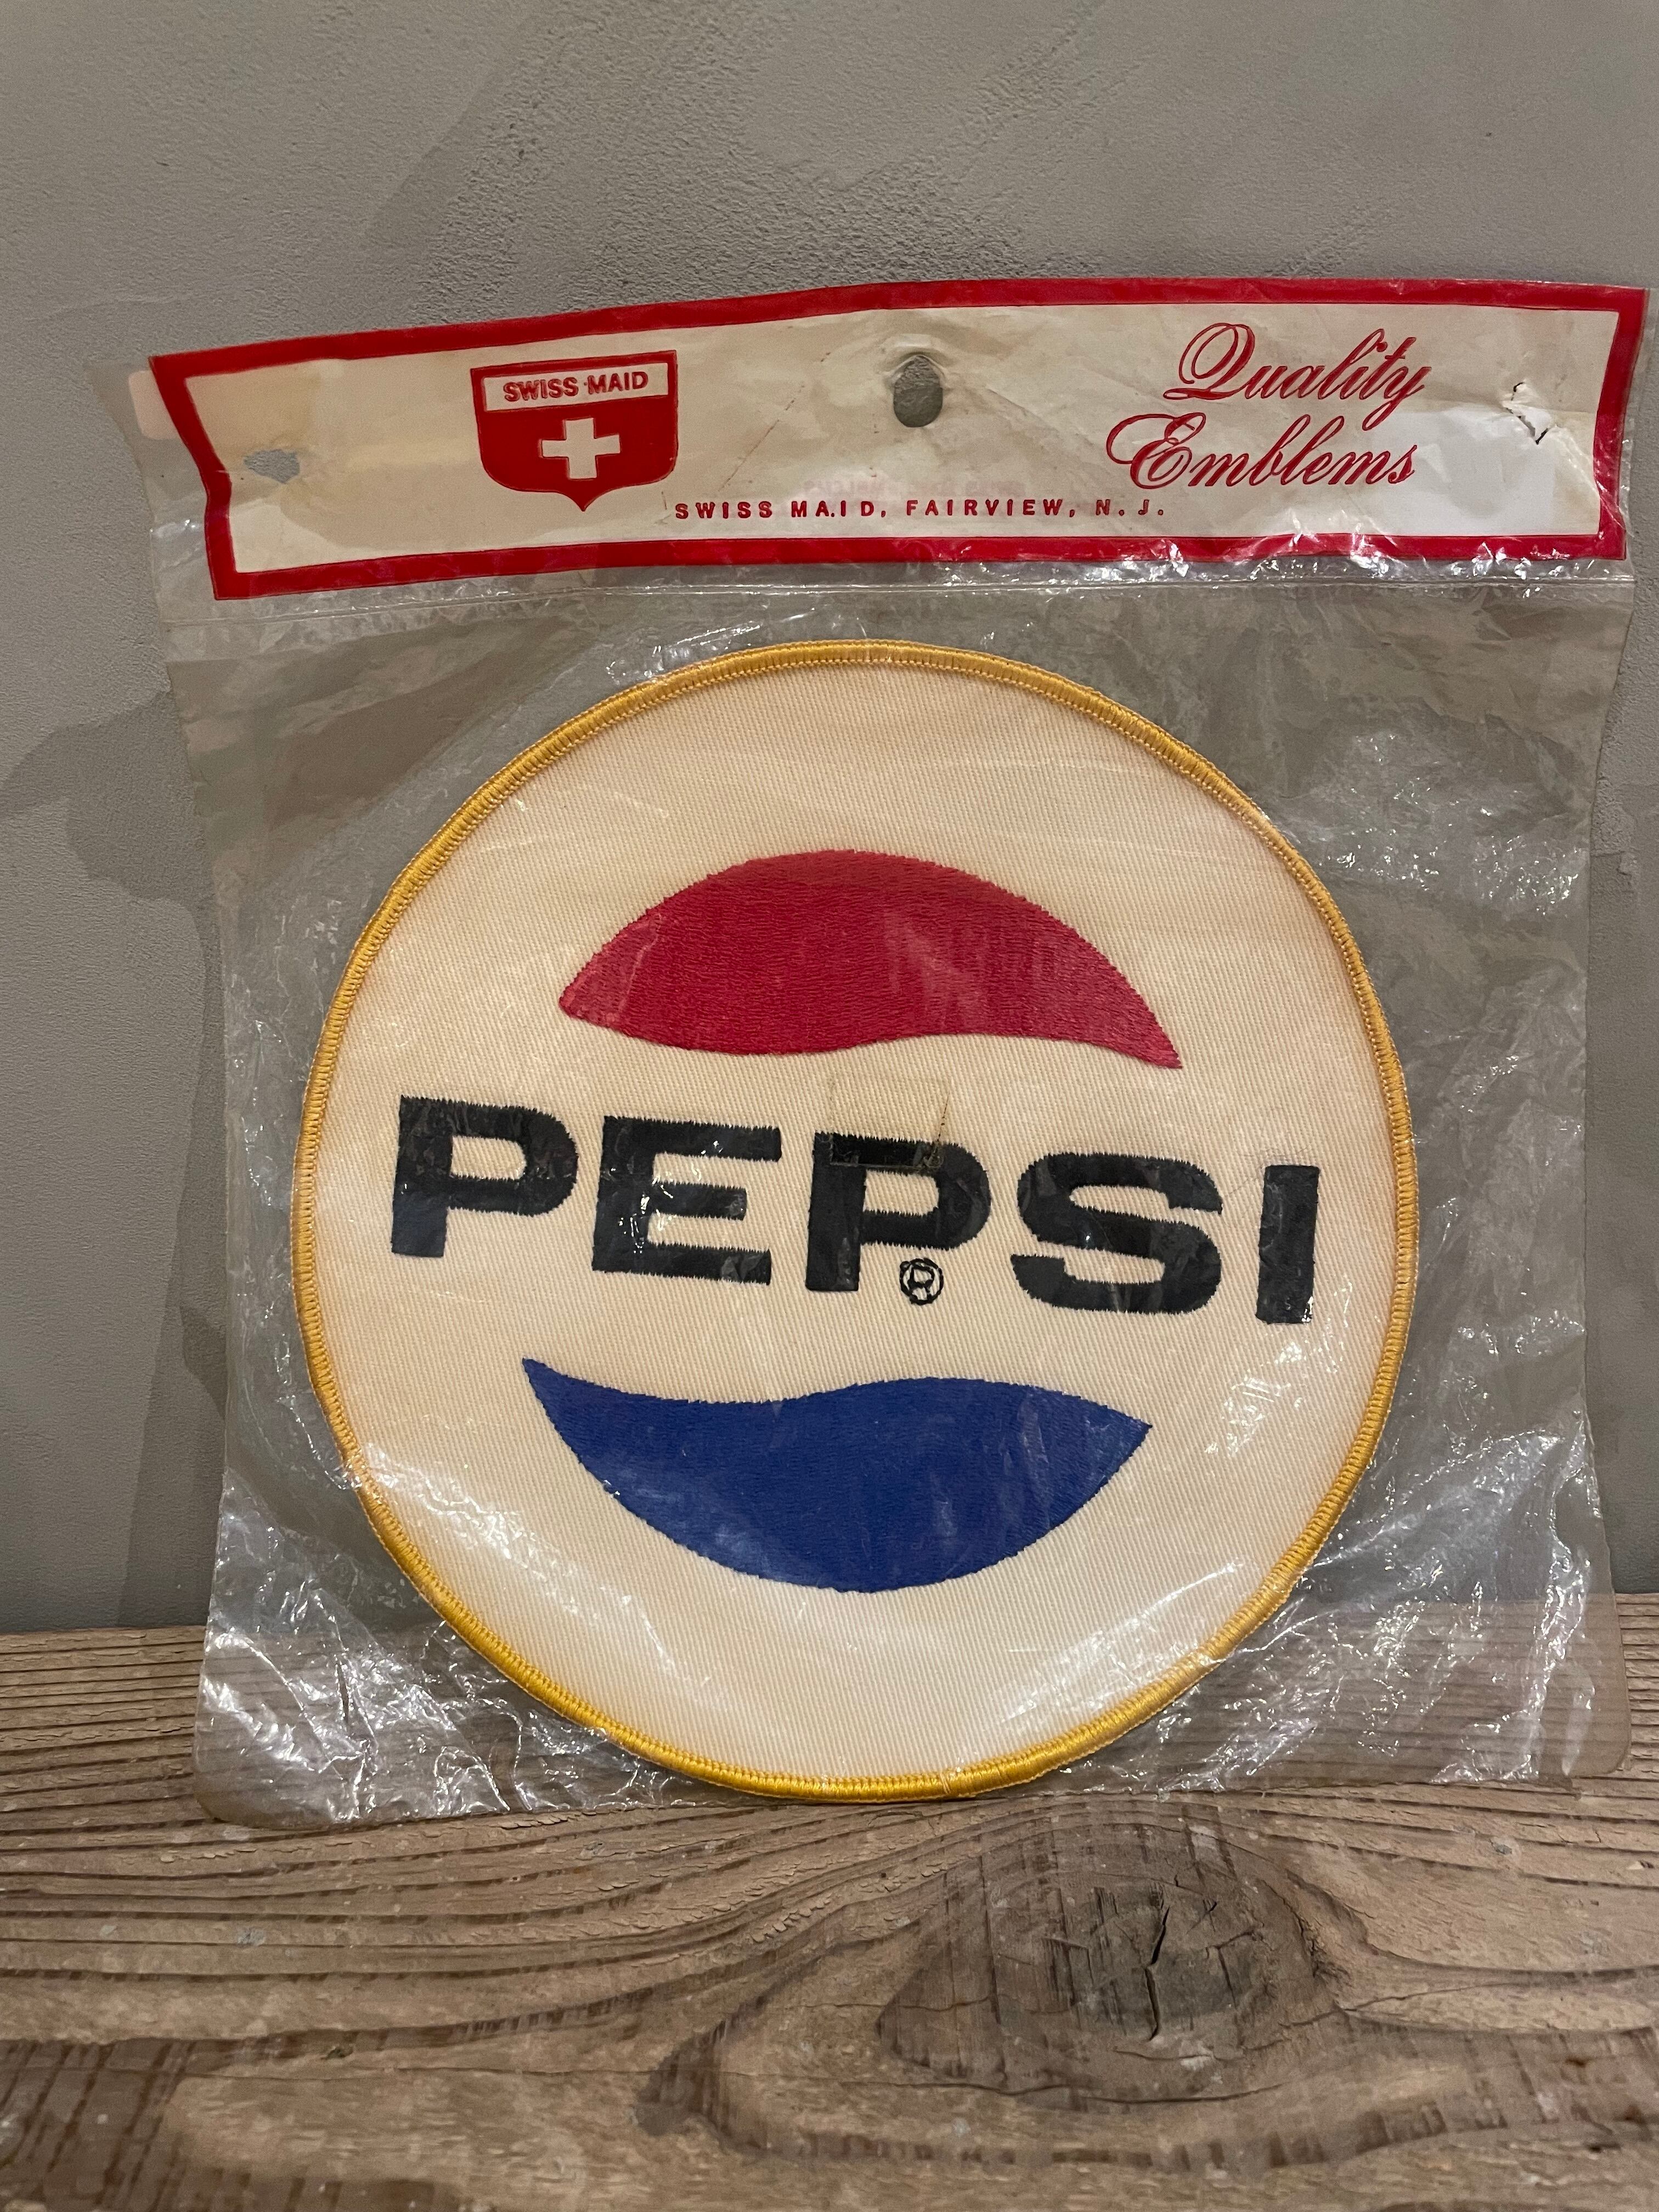 SWISS MAID
Quality
Emblems
SWISS MAID, FAIRVIEW, N. J.
PEPSI
®